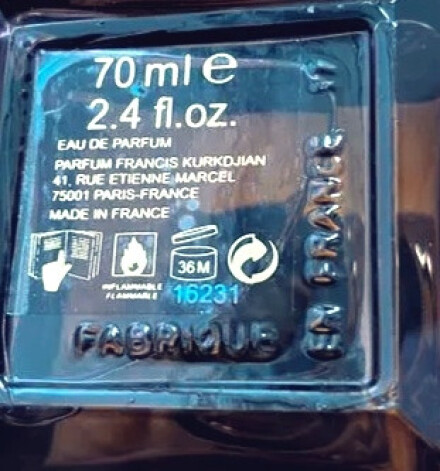 70 ml e
2.4 fl.oz.
EAU DE PARFUM
PARFUM FRANCIS KURKDJIAN
41, RUE ETIENNE MARCEL
75001 PARIS-FRANCE
MADE IN FRANCE
36 M
INFLAMMABLE
FLAMMABLE
16231
FABRIQUE
EN FRANCE